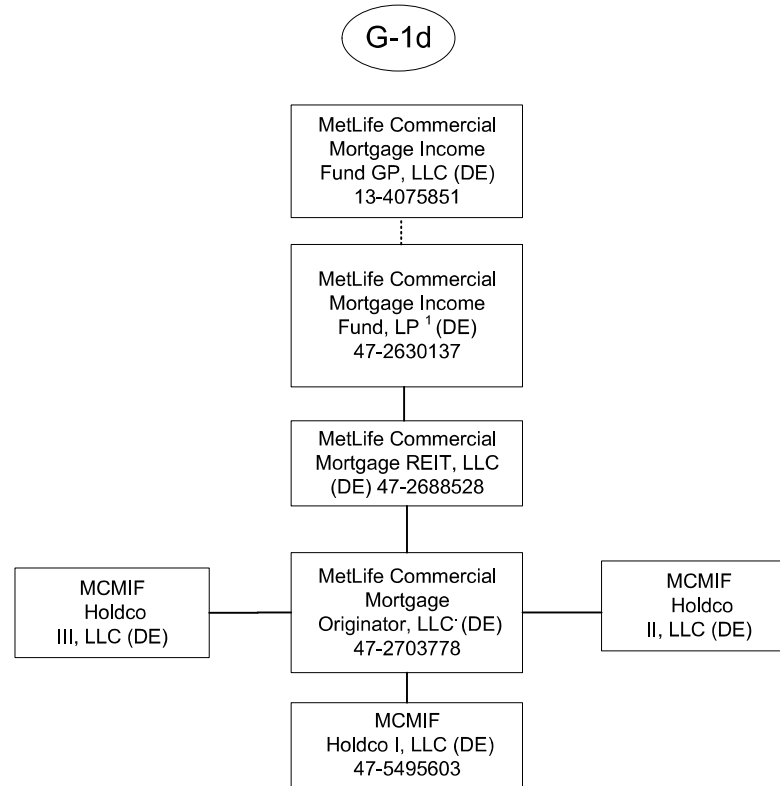 G-1d
MetLife Commercial
Mortgage Income
Fund GP, LLC (DE)
13-4075851
MetLife Commercial
Mortgage Income
Fund, LP ¹ (DE)
47-2630137
MetLife Commercial
Mortgage REIT, LLC
(DE) 47-2688528
MCMIF
Holdco
III, LLC (DE)
MetLife Commercial
Mortgage
Originator, LLC (DE)
47-2703778
MCMIF
Holdco
II, LLC (DE)
MCMIF
Holdco I, LLC (DE)
47-5495603